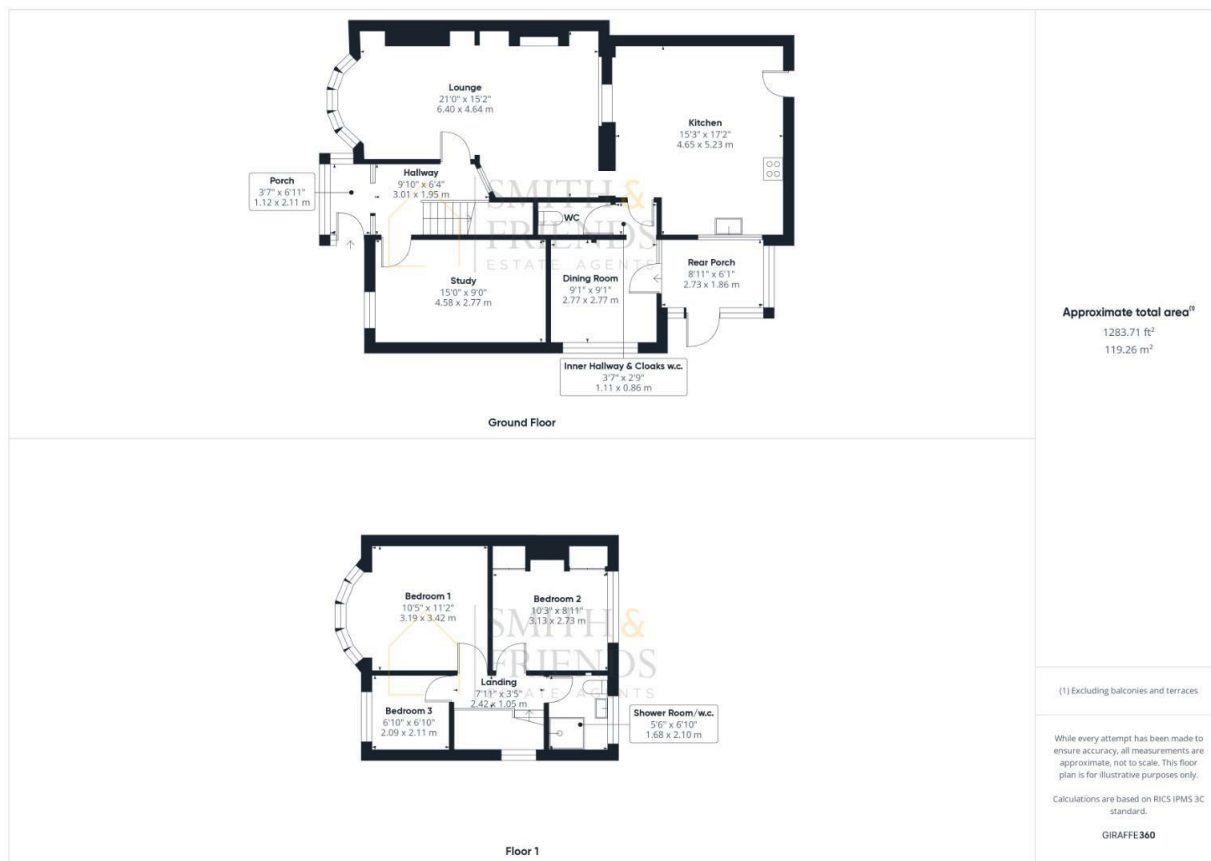 Lounge
21'0" x 15'2"
6.40 x 4.64 m
Kitchen
15'3" x 17'2"
4.65 x 5.23 m
Porch
3'7" x 6'11"
1.12 x 2.11 m
Hallway
9'10" x 6'4"
3.01 x 1.95 m
WC
SMITH &
FRIENDS
ESTATE AGENTS
Study
15'0" x 9'0"
4.58 x 2.77 m
Dining Room
9'1" x 9'1"
2.77 x 2.77 m
Rear Porch
8'11" x 6'1"
2.73 x 1.86 m
Inner Hallway & Cloaks w.c.
3'7" x 2'9"
1.11 x 0.86 m
Ground Floor
Bedroom 1
10'5" x 11'2"
3.19 x 3.42 m
Bedroom 2
10'3" x 8'11"
3.13 x 2.73 m
SMITH &
FRIENDS
ESTATE AGENTS
Landing
7'11" x 3'5"
2.42 x 1.05 m
Bedroom 3
6'10" x 6'10"
2.09 x 2.11 m
Shower Room/w.c.
5'6" x 6'10"
1.68 x 2.10 m
Floor 1
Approximate total area(1)
1283.71 ft²
119.26 m²
(1) Excluding balconies and terraces
While every attempt has been made to
ensure accuracy, all measurements are
approximate, not to scale. This floor
plan is for illustrative purposes only.
Calculations are based on RICS IPMS 3C
standard.
GIRAFFE360